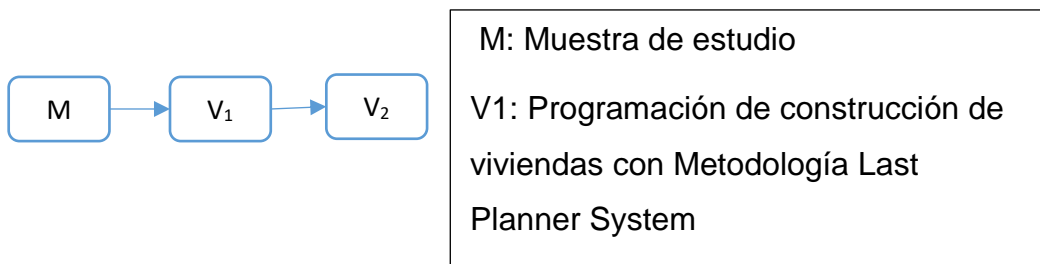 M
V₁
V₂
M: Muestra de estudio
V1: Programación de construcción de
viviendas con Metodología Last
Planner System